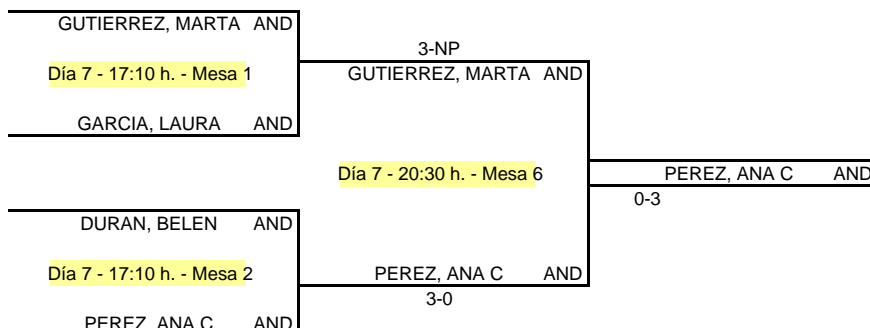 GUTIERREZ, MARTA AND
3-NP
Día 7 - 17:10 h. - Mesa 1
GUTIERREZ, MARTA AND
GARCIA, LAURA AND
Día 7 - 20:30 h. - Mesa 6
PEREZ, ANA C AND
0-3
DURAN, BELEN AND
Día 7 - 17:10 h. - Mesa 2
PEREZ, ANA C AND
3-0
PEREZ, ANA C AND